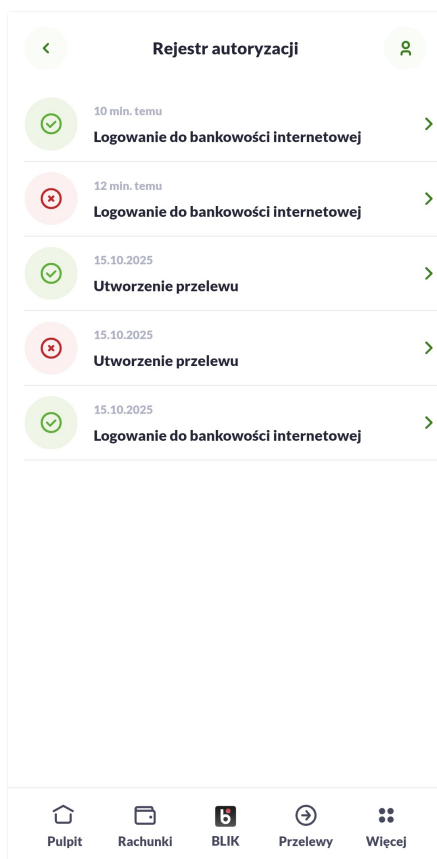 Rejestr autoryzacji
10 min. temu
Logowanie do bankowości internetowej
12 min. temu
Logowanie do bankowości internetowej
15.10.2025
Utworzenie przelewu
15.10.2025
Utworzenie przelewu
15.10.2025
Logowanie do bankowości internetowej
b
Pulpit Rachunki BLIK Przelewy Więcej